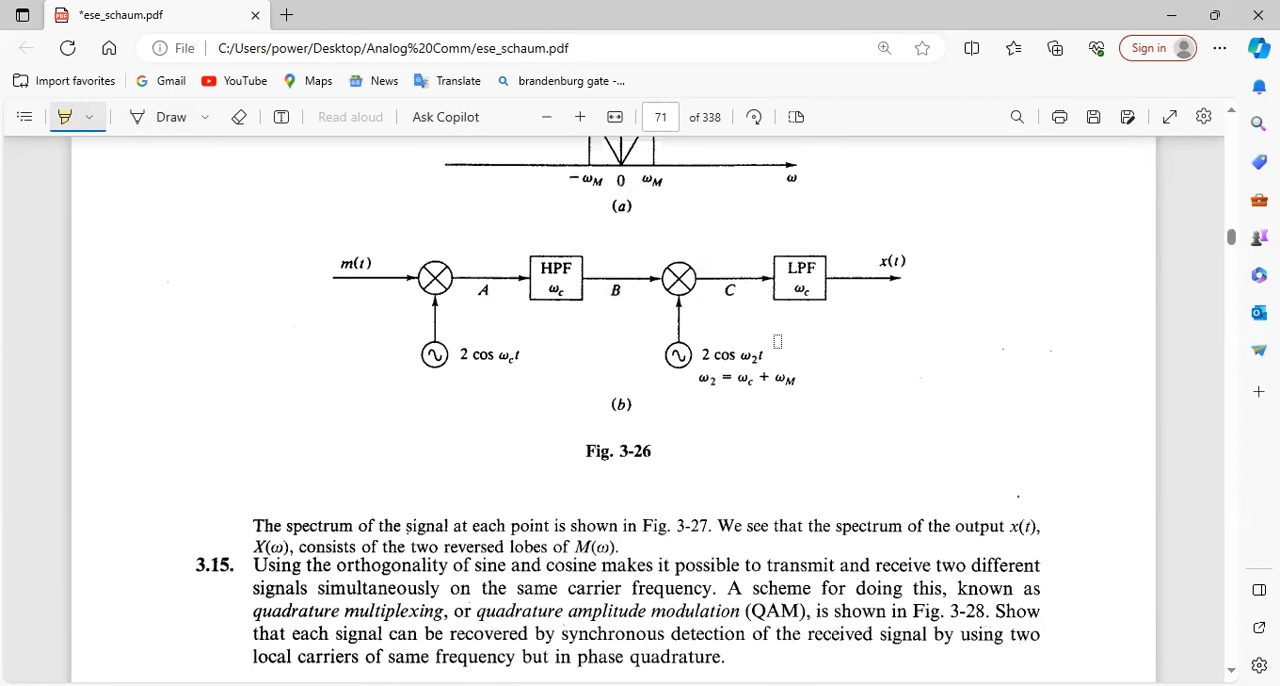 *ese_schaum.pdf
File C:/Users/power/Desktop/Analog%20Comm/ese_schaum.pdf Sign in
Import favorites Gmail YouTube Maps News Translate brandenburg gate -...
Draw Read aloud Ask Copilot 71 of 338
− ω_M 0 ω_M ω
(a)
m(t) A HPF ω_c B C LPF ω_c x(t)
2 cos ω_c t 2 cos ω₂t
ω₂ = ω_c + ω_M
(b)
Fig. 3-26
The spectrum of the signal at each point is shown in Fig. 3-27. We see that the spectrum of the output x(t),
X(ω), consists of the two reversed lobes of M(ω).
3.15. Using the orthogonality of sine and cosine makes it possible to transmit and receive two different
signals simultaneously on the same carrier frequency. A scheme for doing this, known as
quadrature multiplexing, or quadrature amplitude modulation (QAM), is shown in Fig. 3-28. Show
that each signal can be recovered by synchronous detection of the received signal by using two
local carriers of same frequency but in phase quadrature.